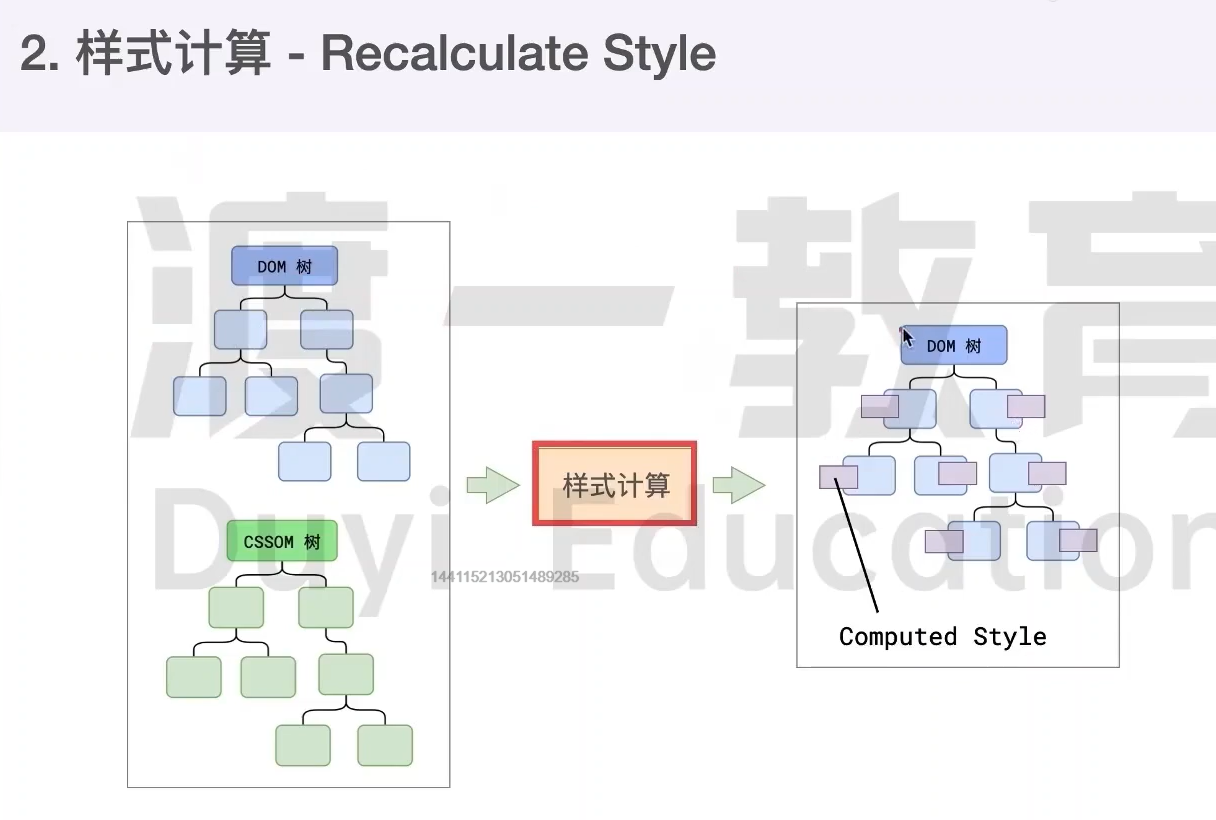 2. 样式计算 - Recalculate Style
渡一教育
Duyi Education
DOM 树
CSSOM 树
样式计算
144115213051489285
DOM 树
Computed Style